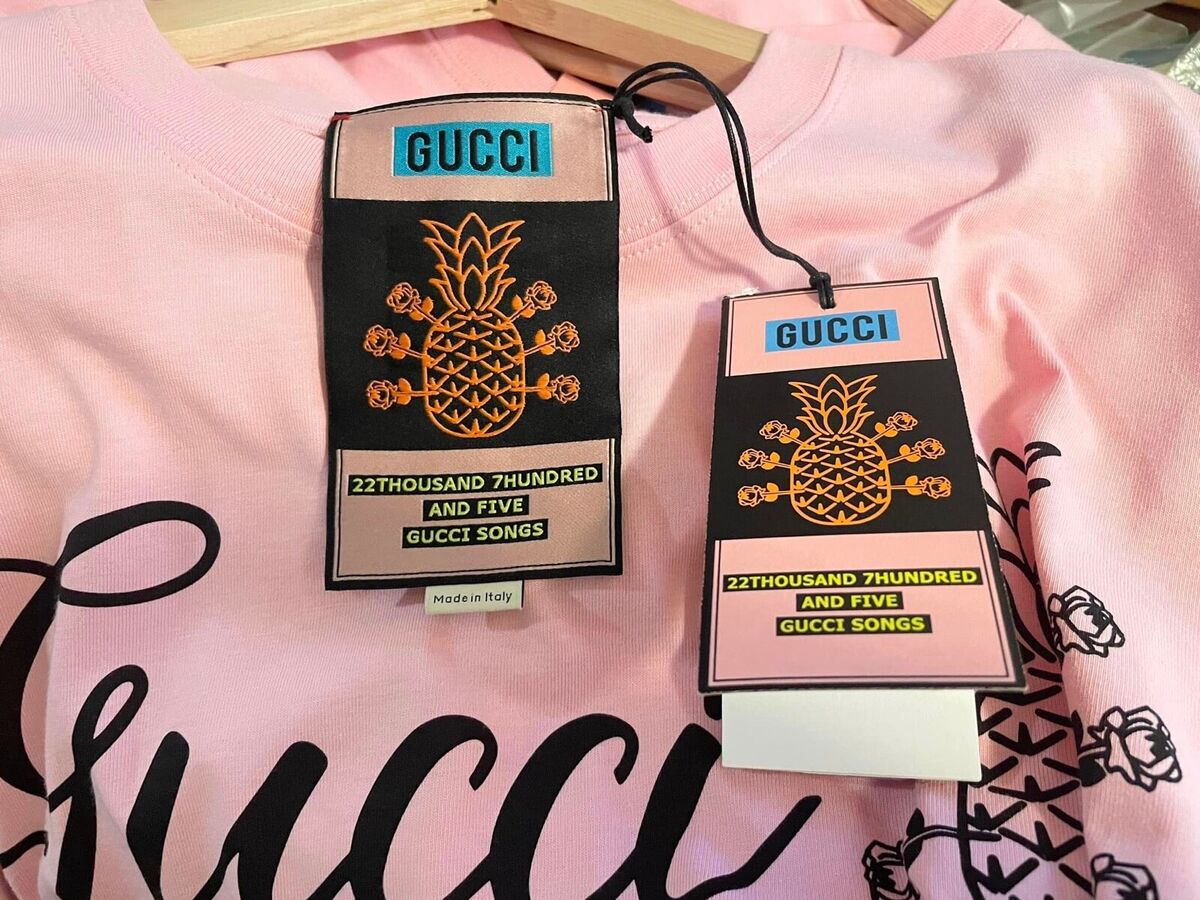 GUCCI
22THOUSAND 7HUNDRED
AND FIVE
GUCCI SONGS
Made in Italy
GUCCI
22THOUSAND 7HUNDRED
AND FIVE
GUCCI SONGS
Gucci